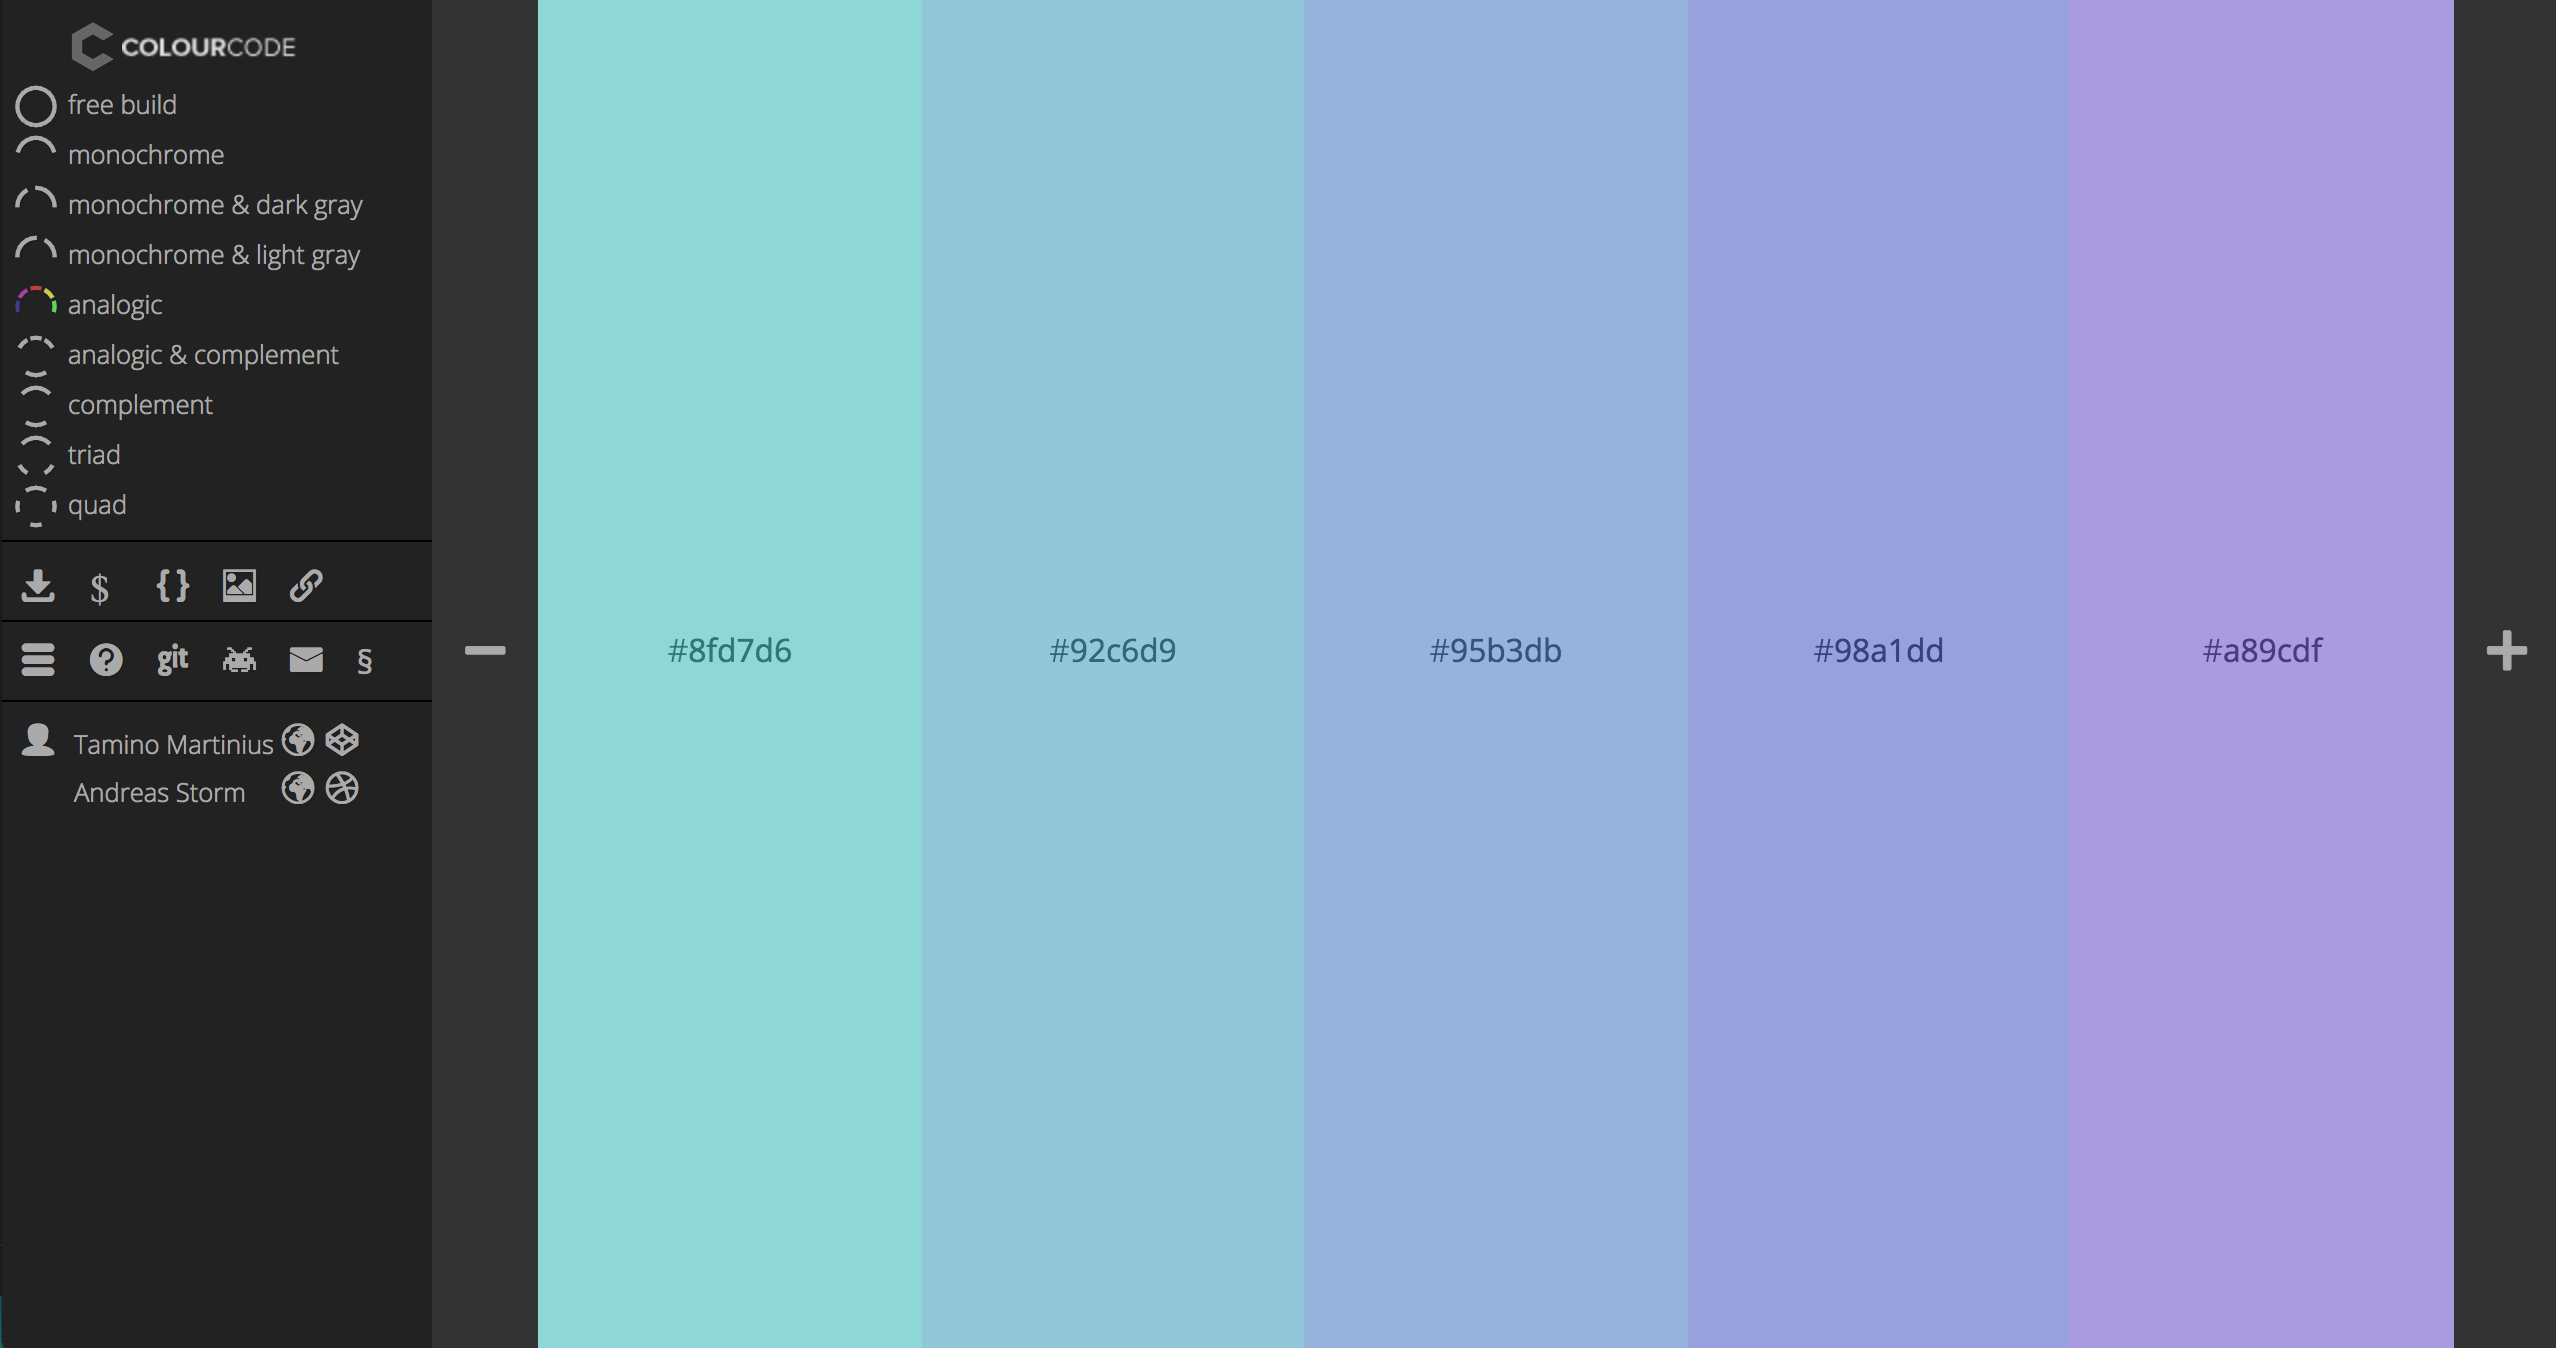 COLOURCODE
free build
monochrome
monochrome & dark gray
monochrome & light gray
analogic
analogic & complement
complement
triad
quad
$ {}
? git §
Tamino Martinius
Andreas Storm
#8fd7d6
#92c6d9
#95b3db
#98a1dd
#a89cdf